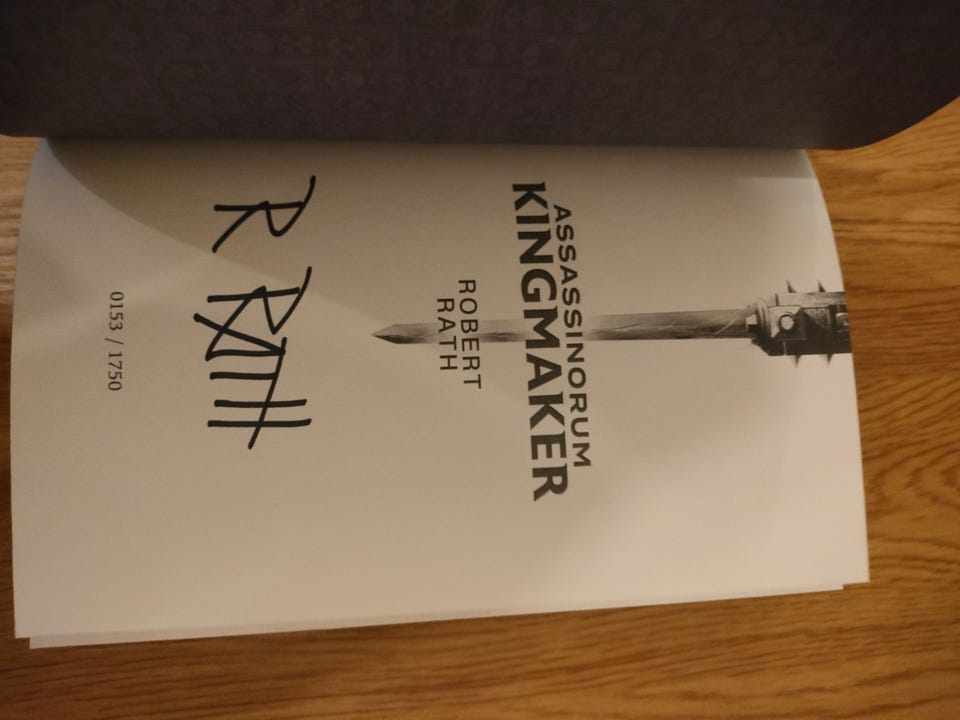 ASSASSINORUM
KINGMAKER
ROBERT
RATH
R RATH
0153 / 1750